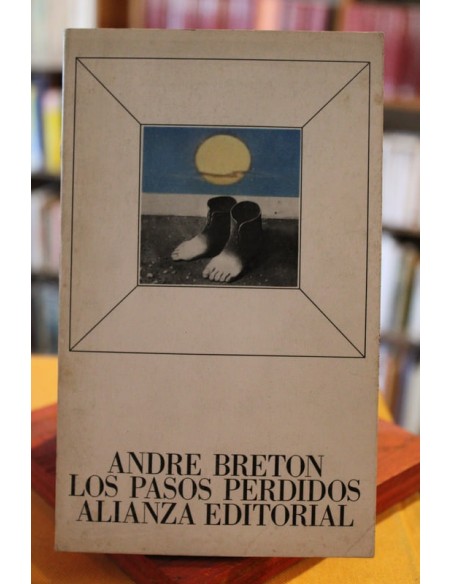 ANDRE BRETON
LOS PASOS PERDIDOS
ALIANZA EDITORIAL